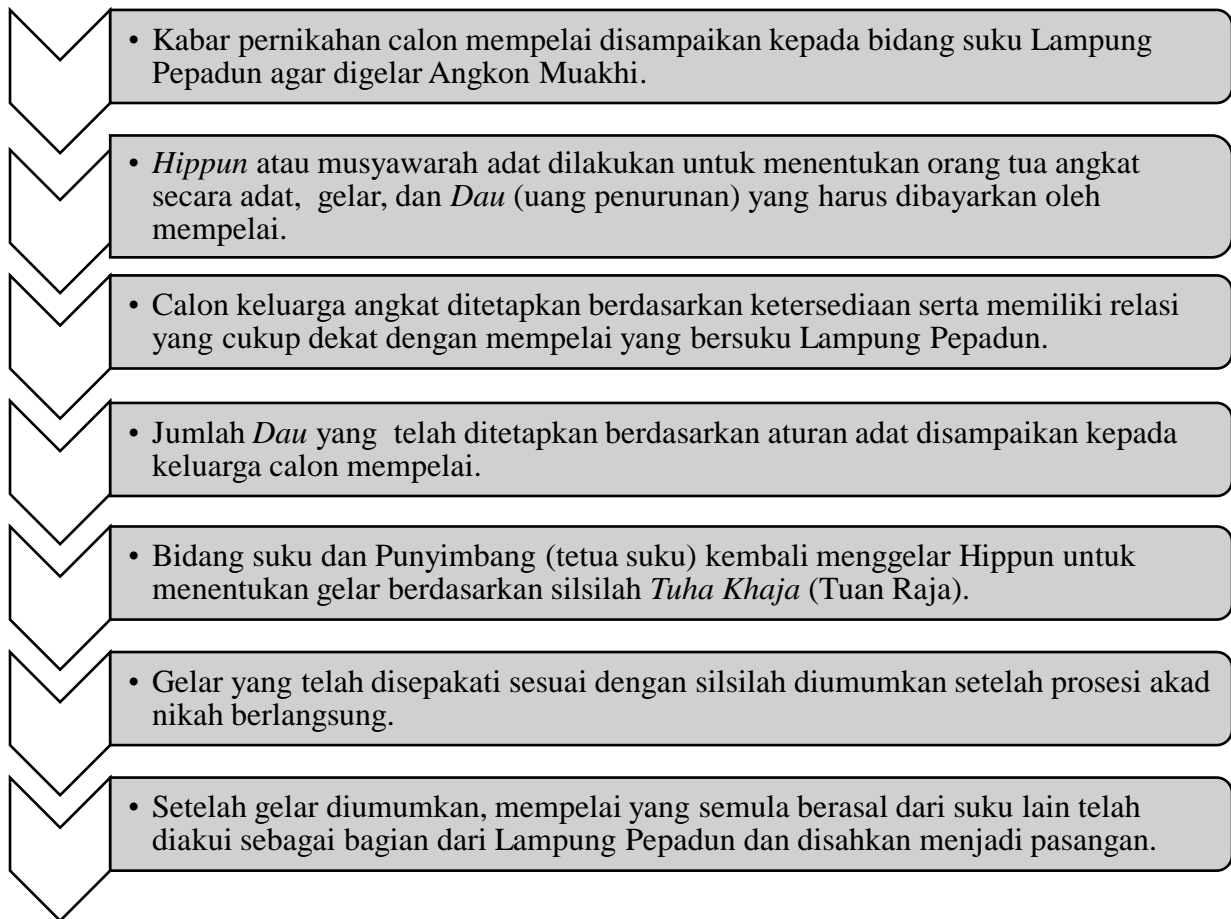 • Kabar pernikahan calon mempelai disampaikan kepada bidang suku Lampung
Pepadun agar digelar Angkon Muakhi.
• Hippun atau musyawarah adat dilakukan untuk menentukan orang tua angkat
secara adat, gelar, dan Dau (uang penurunan) yang harus dibayarkan oleh
mempelai.
• Calon keluarga angkat ditetapkan berdasarkan ketersediaan serta memiliki relasi
yang cukup dekat dengan mempelai yang bersuku Lampung Pepadun.
• Jumlah Dau yang telah ditetapkan berdasarkan aturan adat disampaikan kepada
keluarga calon mempelai.
• Bidang suku dan Punyimbang (tetua suku) kembali menggelar Hippun untuk
menentukan gelar berdasarkan silsilah Tuha Khaja (Tuan Raja).
• Gelar yang telah disepakati sesuai dengan silsilah diumumkan setelah prosesi akad
nikah berlangsung.
• Setelah gelar diumumkan, mempelai yang semula berasal dari suku lain telah
diakui sebagai bagian dari Lampung Pepadun dan disahkan menjadi pasangan.